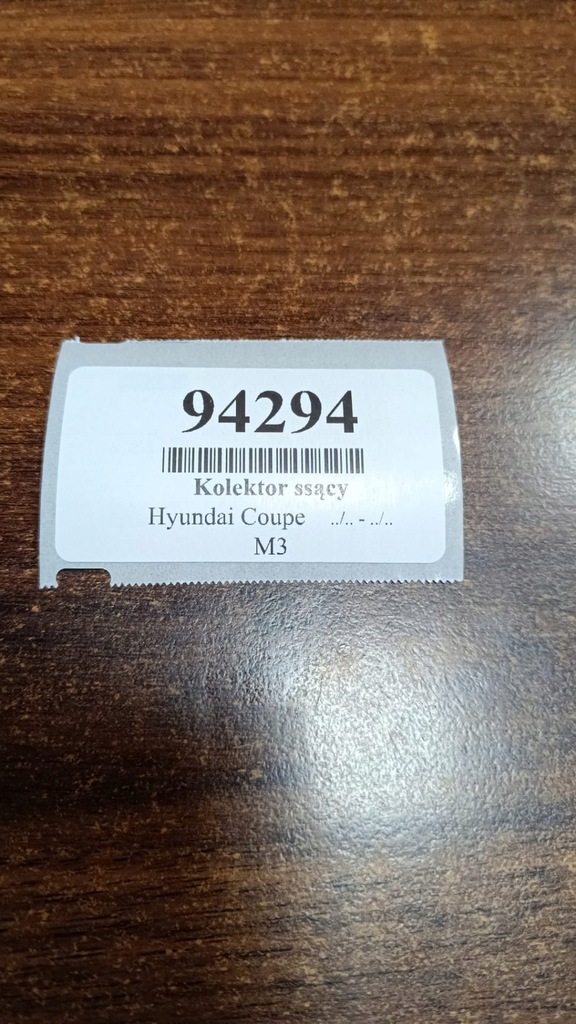 94294
Kolektor ssący
Hyundai Coupe ../.. - ../..
M3